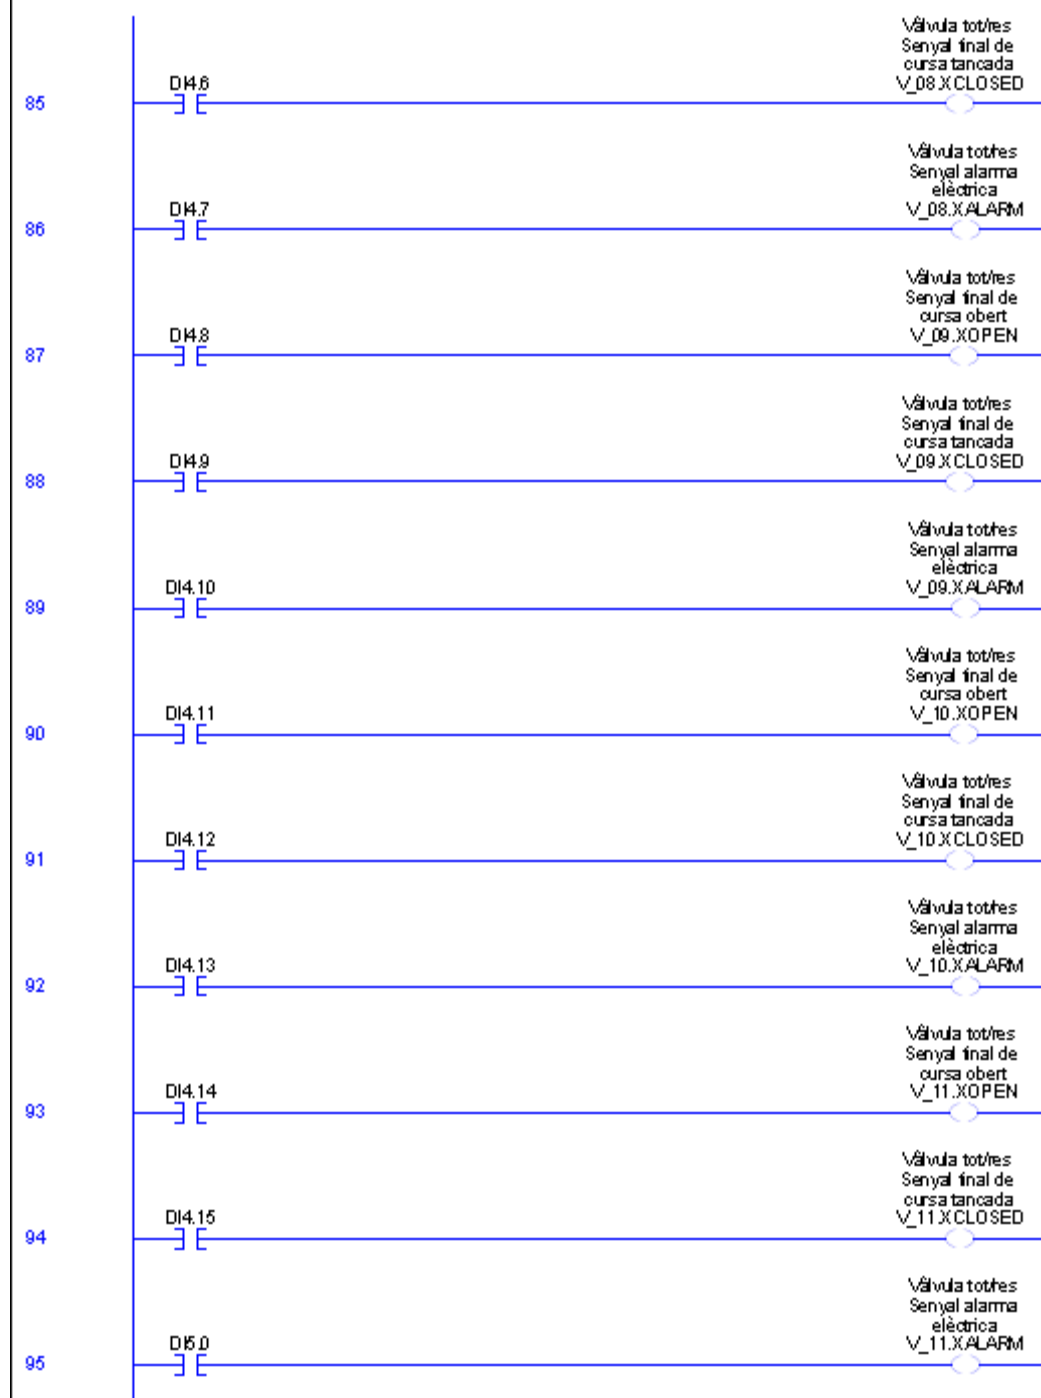 Vàlvula tot/res
Senyal final de
cursa tancada
DI4.6
V_08.XCLOSED
85
Vàlvula tot/res
Senyal alarma
elèctrica
DI4.7
V_08.XALARM
86
Vàlvula tot/res
Senyal final de
cursa obert
DI4.8
V_09.XOPEN
87
Vàlvula tot/res
Senyal final de
cursa tancada
DI4.9
V_09.XCLOSED
88
Vàlvula tot/res
Senyal alarma
elèctrica
DI4.10
V_09.XALARM
89
Vàlvula tot/res
Senyal final de
cursa obert
DI4.11
V_10.XOPEN
90
Vàlvula tot/res
Senyal final de
cursa tancada
DI4.12
V_10.XCLOSED
91
Vàlvula tot/res
Senyal alarma
elèctrica
DI4.13
V_10.XALARM
92
Vàlvula tot/res
Senyal final de
cursa obert
DI4.14
V_11.XOPEN
93
Vàlvula tot/res
Senyal final de
cursa tancada
DI4.15
V_11.XCLOSED
94
Vàlvula tot/res
Senyal alarma
elèctrica
DI5.0
V_11.XALARM
95